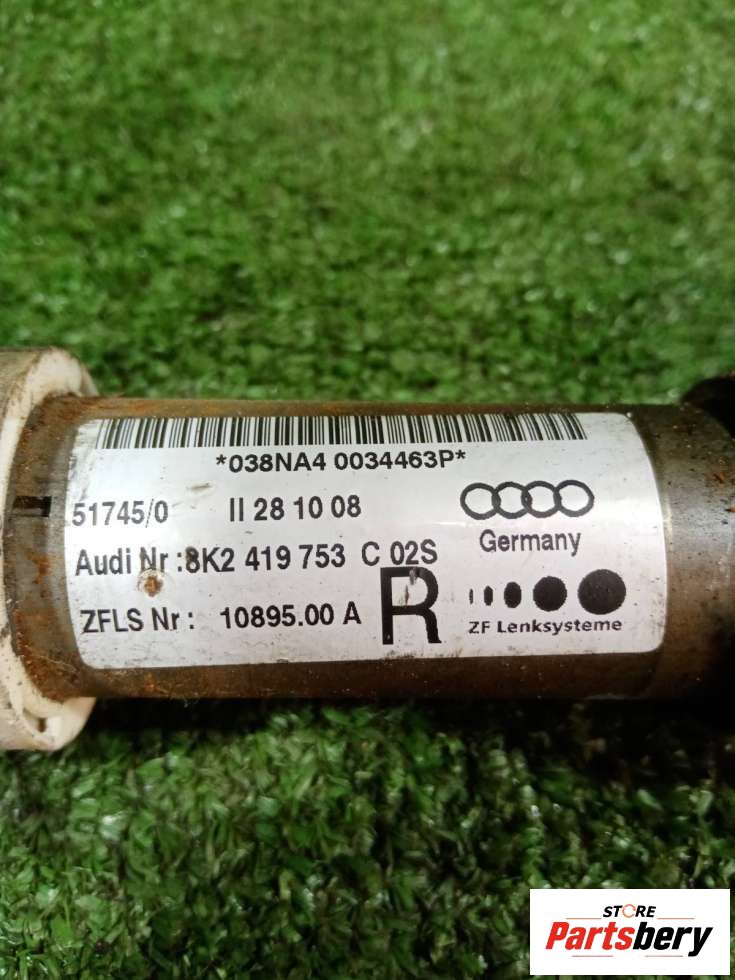 *038NA4 0034463P*
51745/0 II 28 10 08
Germany
Audi Nr :8K2 419 753 C 02S
ZFLS Nr : 10895.00 A R
ZF Lenksysteme
STORE
Partsbery